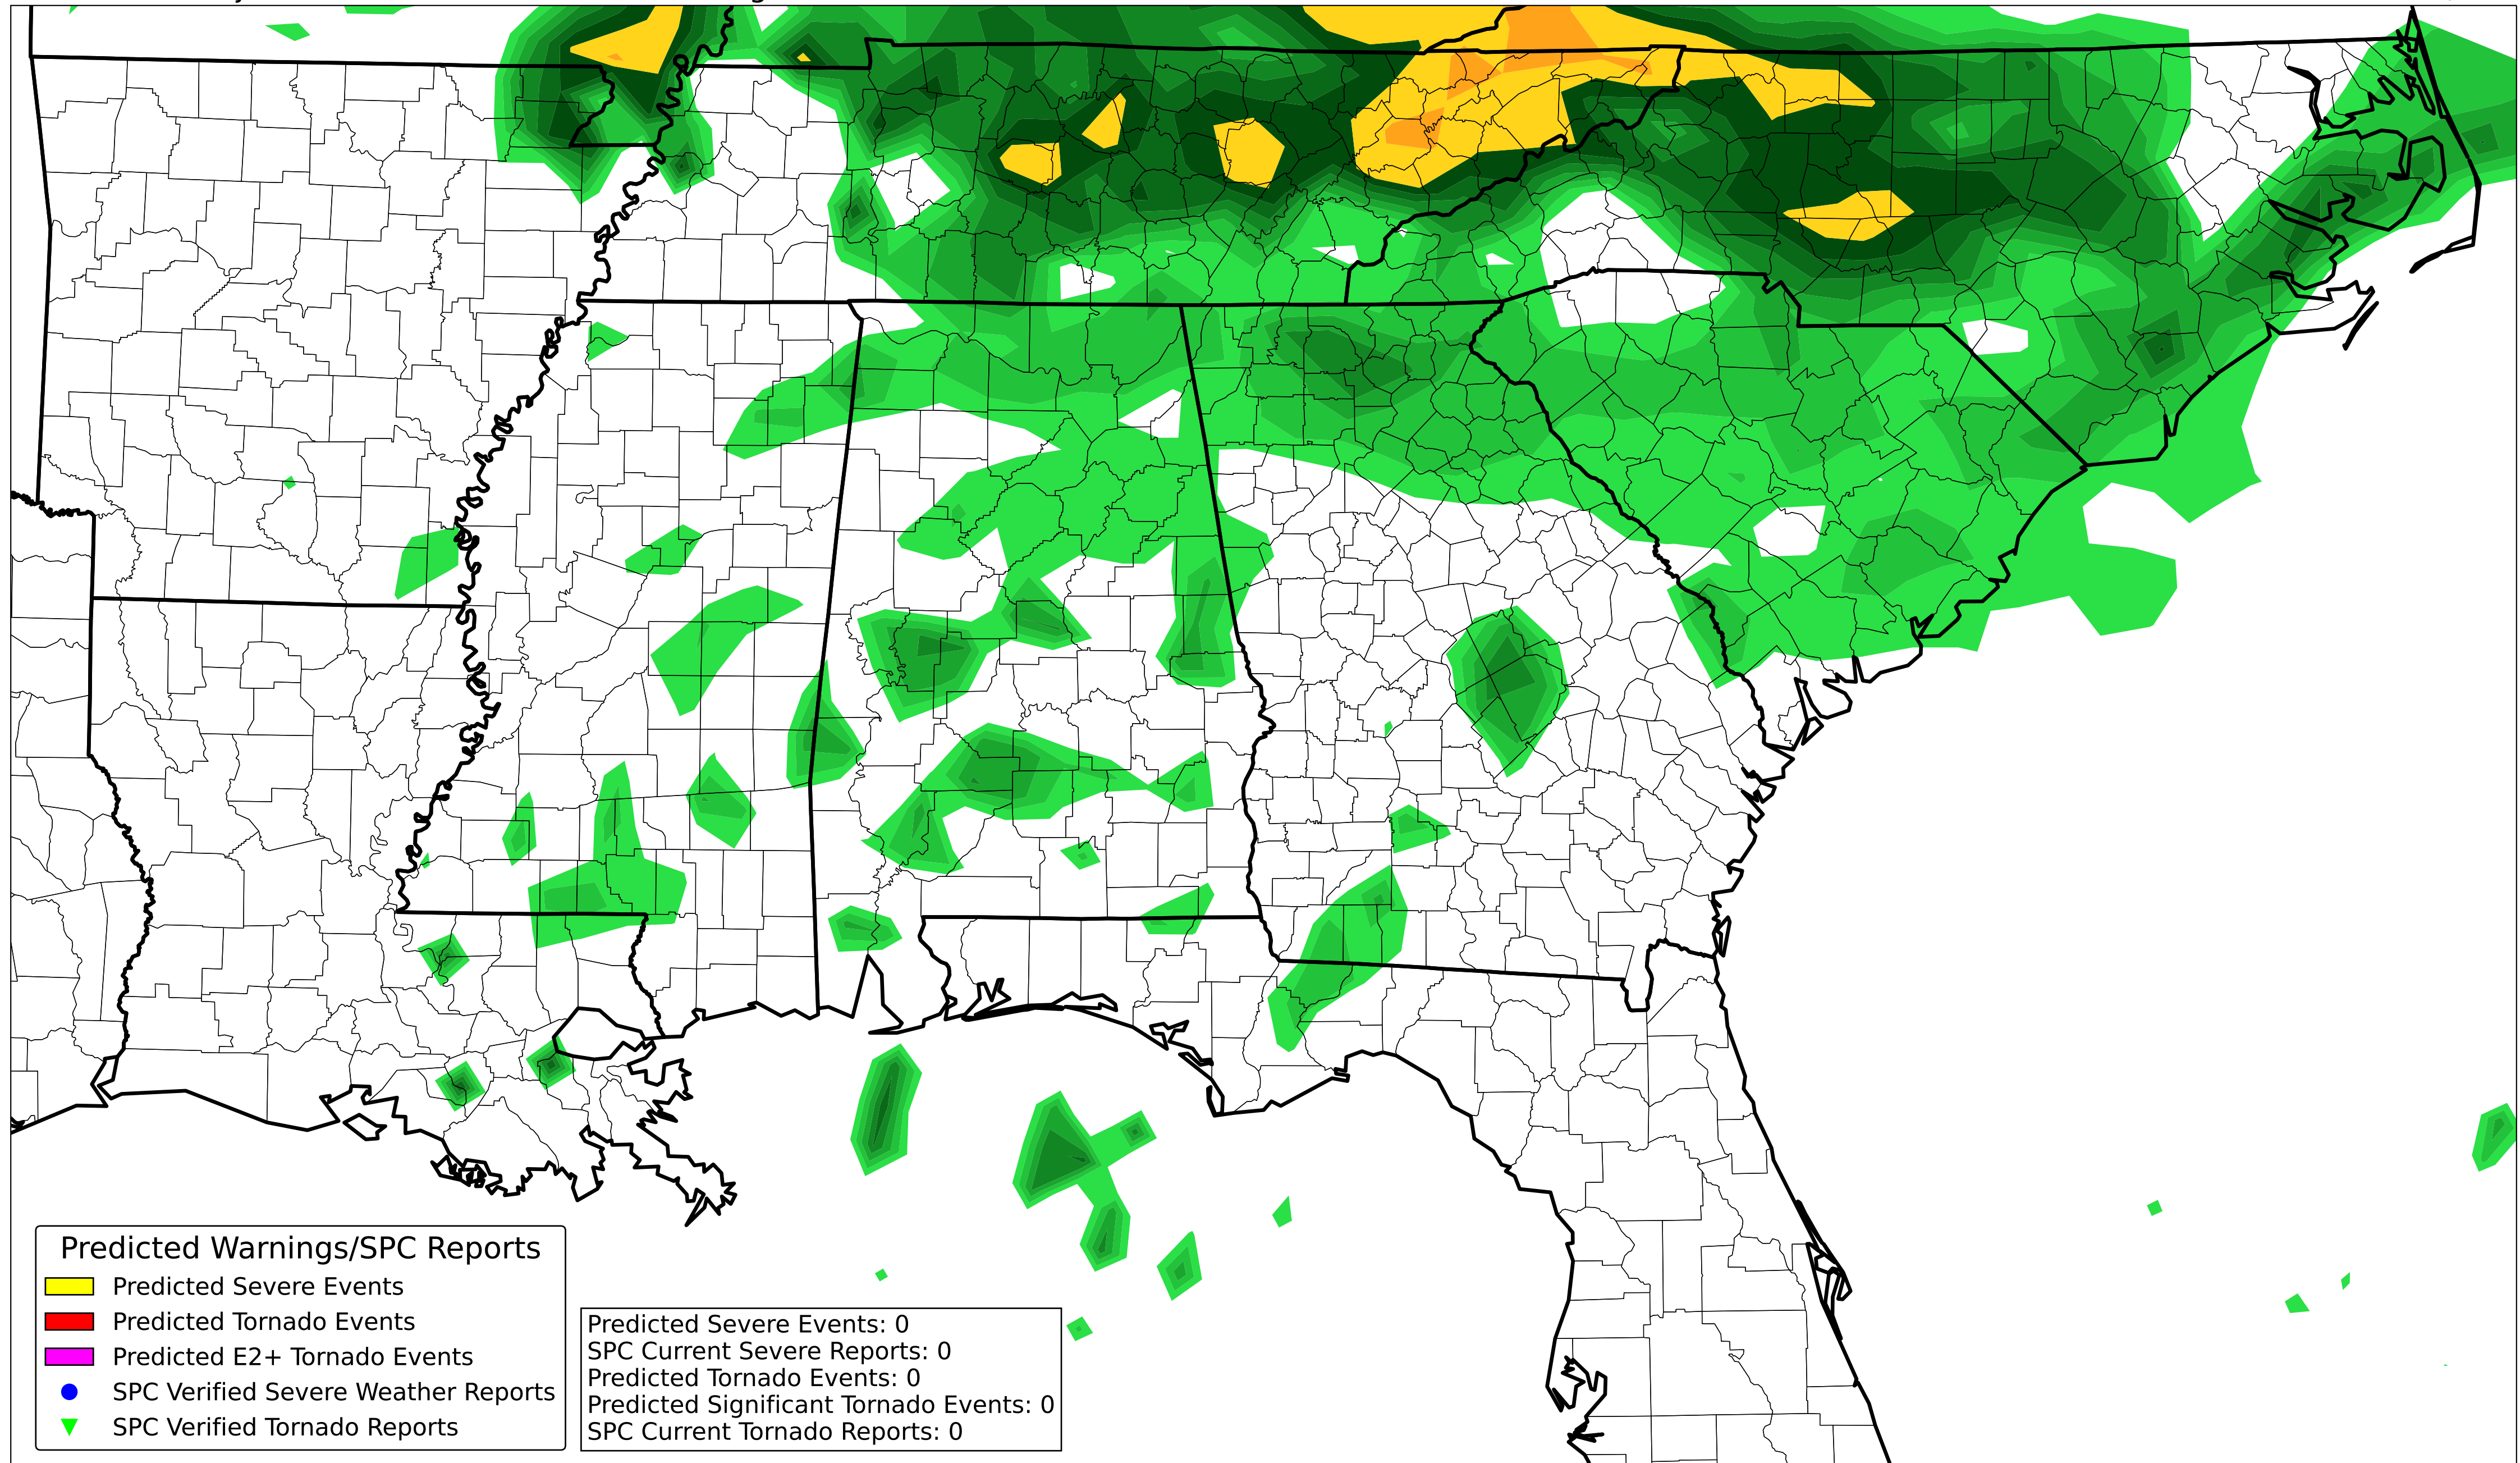 Predicted Warnings/SPC Reports
Predicted Severe Events
Predicted Tornado Events
Predicted E2+ Tornado Events
SPC Verified Severe Weather Reports
SPC Verified Tornado Reports
Predicted Severe Events: 0
SPC Current Severe Reports: 0
Predicted Tornado Events: 0
Predicted Significant Tornado Events: 0
SPC Current Tornado Reports: 0